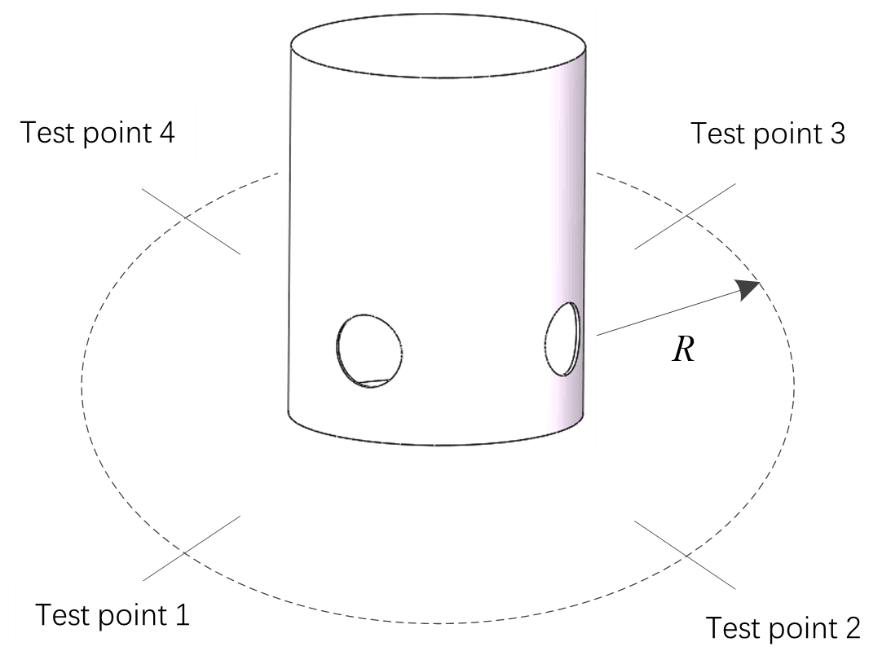 Test point 4
Test point 3
R
Test point 1
Test point 2